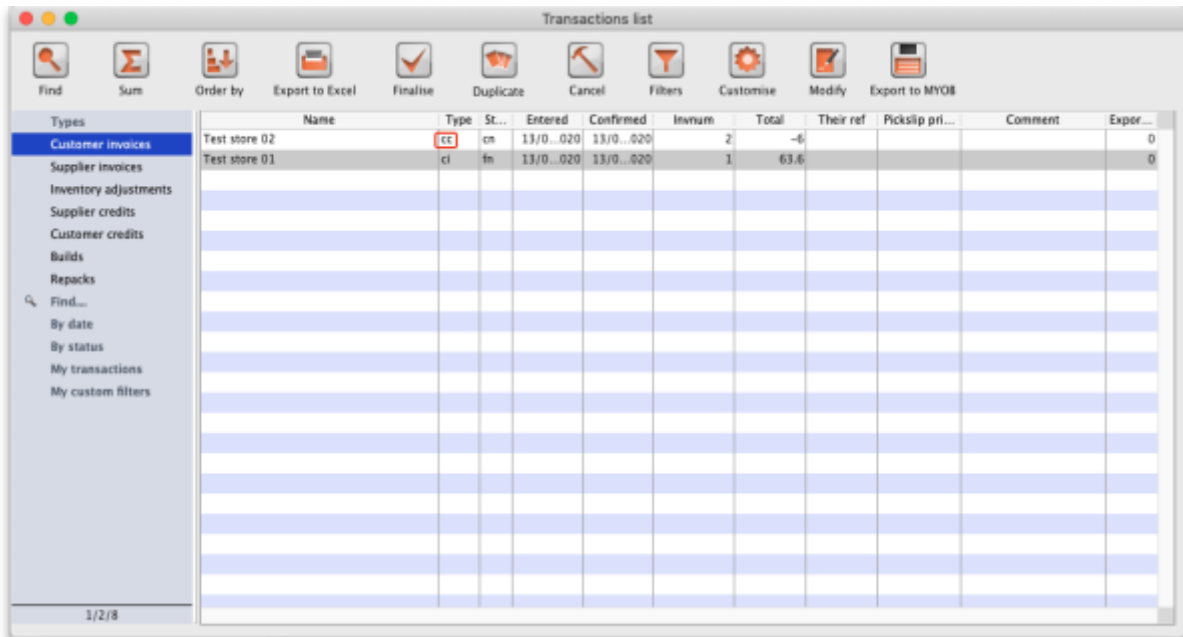 Transactions list
Find Sum Order by Export to Excel Finalise Duplicate Cancel Filters Customise Modify Export to MYOB
Types
Customer invoices
Supplier invoices
Inventory adjustments
Supplier credits
Customer credits
Builds
Repacks
Find...
By date
By status
My transactions
My custom filters
1/2/8
Name Type St... Entered Confirmed Invnum Total Their ref Pickslip pri... Comment Expor...
Test store 02 cc cn 13/0...020 13/0...020 2 -6 0
Test store 01 ci fn 13/0...020 13/0...020 1 63.6 0